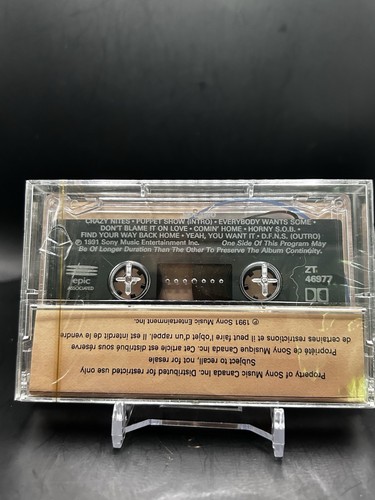 CRAZY NITES • PUPPET SHOW (INTRO) • EVERYBODY WANTS SOME •
DON'T BLAME IT ON LOVE • COMIN' HOME • HORNY S.O.B. •
FIND YOUR WAY BACK HOME • YEAH, YOU WANT IT • D.F.N.S. (OUTRO)
℗ 1991 Sony Music Entertainment Inc. One Side Of This Program May
Be Of Longer Duration Than The Other To Preserve The Album Continuity.
epic
ASSOCIATED
ZT
46977
Property of Sony Music Canada Inc. Distributed for restrictive use only
Subject to recall, not for resale
Propriété de Sony Musique Canada Inc. Cet article est distribué sous réserve
de certaines restrictions et il peut faire l'objet d'un rappel. Il est interdit de le vendre
© 1991 Sony Music Entertainment Inc.